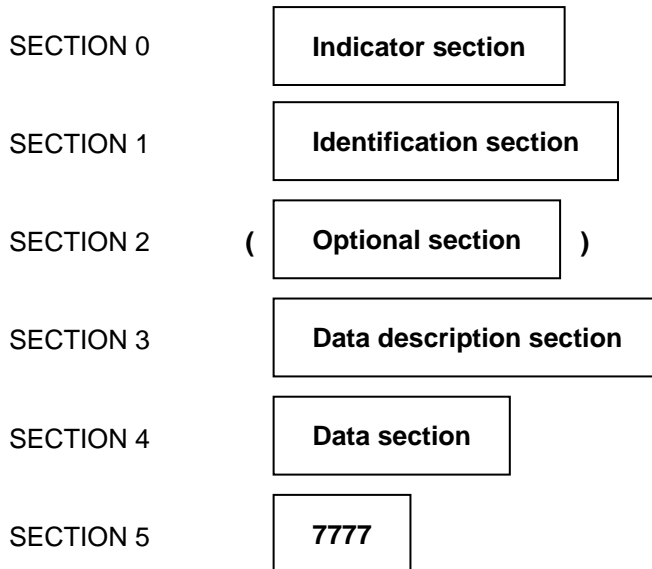 SECTION 0 Indicator section
SECTION 1 Identification section
SECTION 2 ( Optional section )
SECTION 3 Data description section
SECTION 4 Data section
SECTION 5 7777